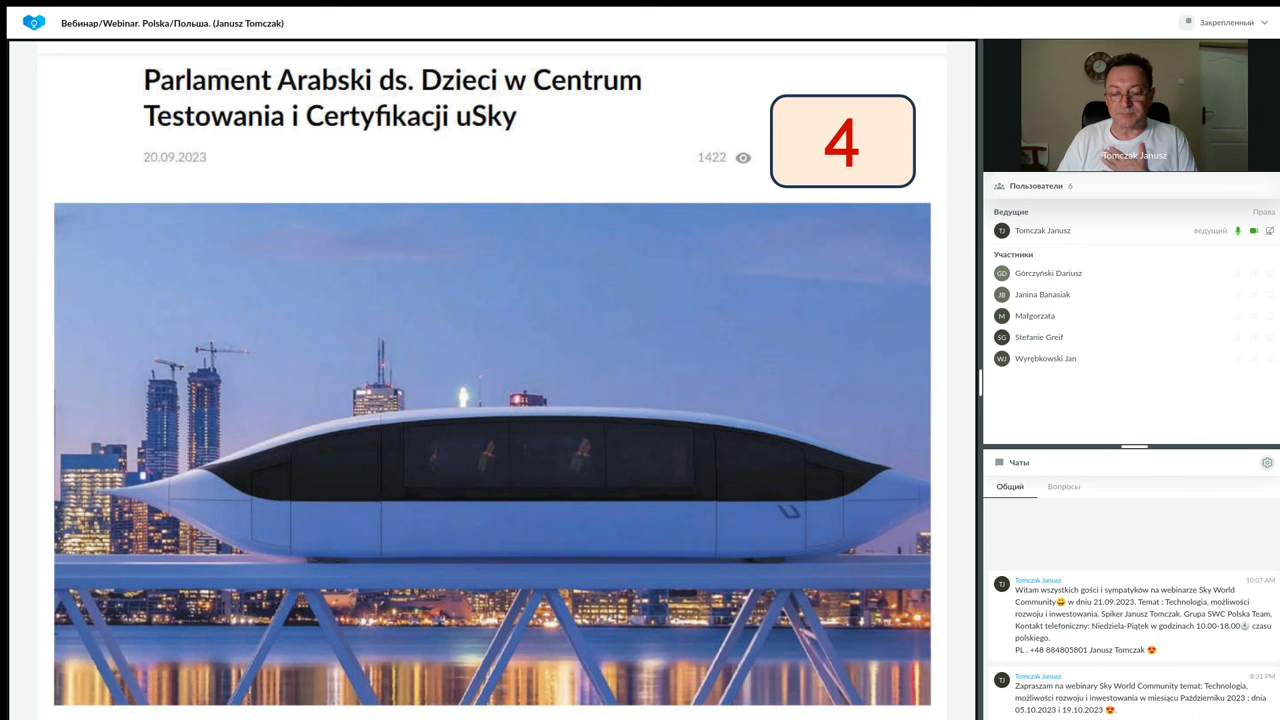 Вебинар/Webinar. Polska/Польша. (Janusz Tomczak)
Закрепленный
Parlament Arabski ds. Dzieci w Centrum
Testowania i Certyfikacji uSky
20.09.2023
1422
4
Tomczak Janusz
Пользователи 6
Ведущие
Права
TJ
Tomczak Janusz
ведущий
Участники
GD
Górczyński Dariusz
JB
Janina Banasiak
M
Małgorzata
SG
Stefanie Greif
WJ
Wyrębkowski Jan
Чаты
Общий
Вопросы
TJ
Tomczak Janusz
10:07 AM
Witam wszystkich gości i sympatyków na webinarze Sky World
Community😃 w dniu 21.09.2023. Temat : Technologia, możliwości
rozwoju i inwestowania. Spiker Janusz Tomczak. Grupa SWC Polska Team.
Kontakt telefoniczny: Niedziela-Piątek w godzinach 10.00-18.00 czasu
polskiego.
PL . +48 884805801 Janusz Tomczak 😍
TJ
Tomczak Janusz
8:31 PM
Zapraszam na webinary Sky World Community temat: Technologia,
możliwości rozwoju i inwestowania w miesiącu Październiku 2023 ; dnia
05.10.2023 i 19.10.2023 😍.